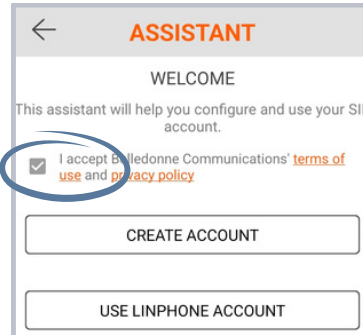 ASSISTANT
WELCOME
This assistant will help you configure and use your
account.
I accept Belledonne Communications' terms of
use and privacy policy
CREATE ACCOUNT
USE LINPHONE ACCOUNT